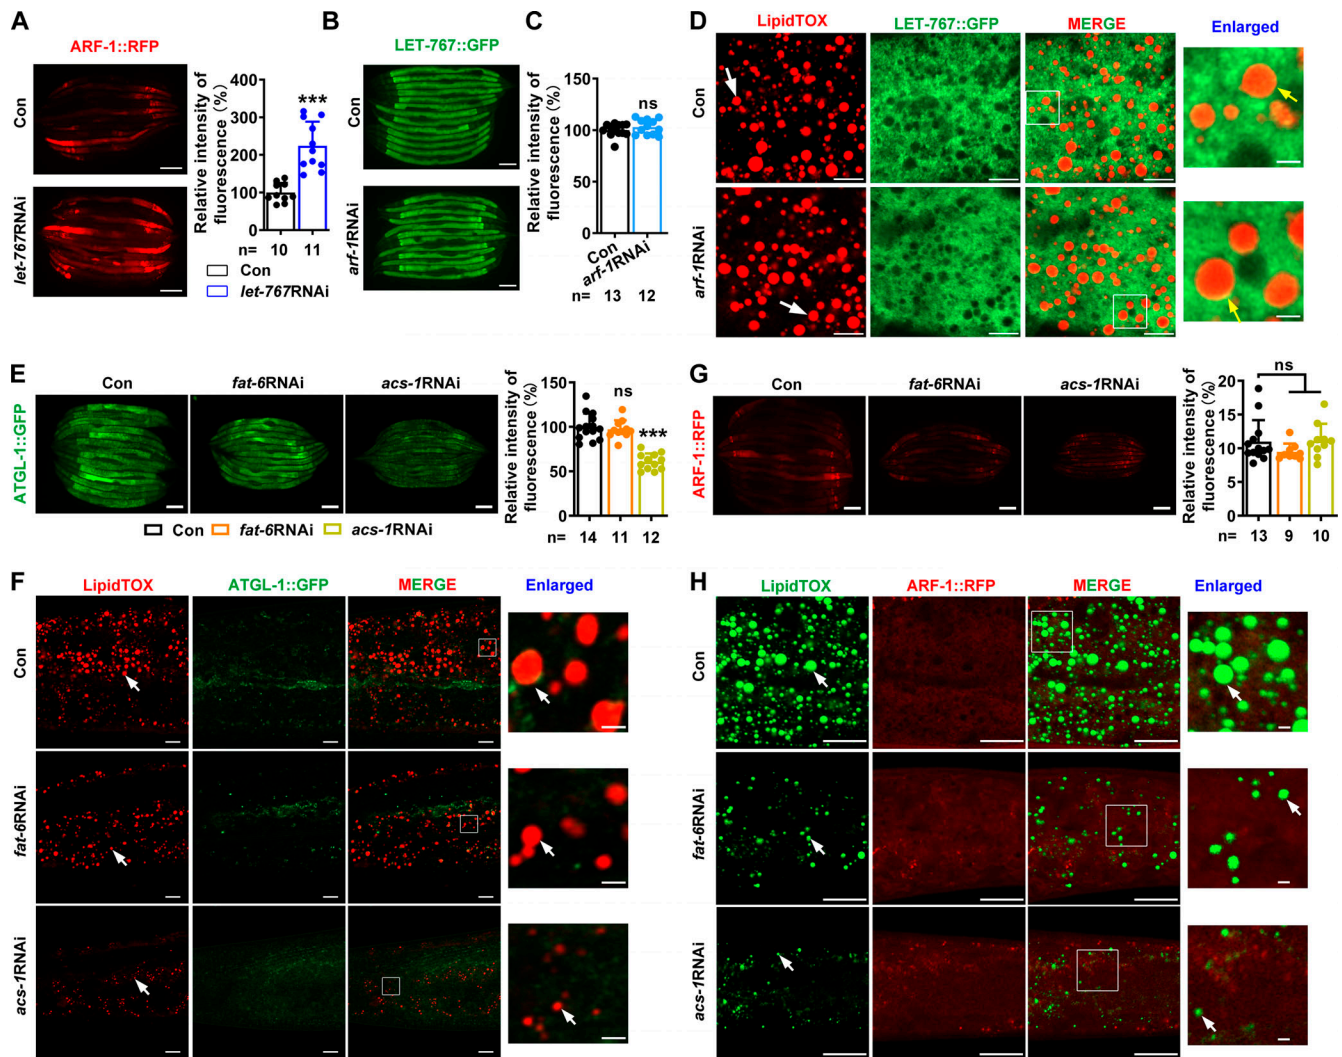 A
ARF-1::RFP
Con
let-767RNAi
Relative intensity of
fluorescence (%)
400
300
200
100
0
***
n= 10 11
Con
let-767RNAi
B
LET-767::GFP
Con
arf-1RNAi
C
Relative intensity of
fluorescence (%)
150
100
50
0
ns
Con
arf-1RNAi
n= 13 12
D
LipidTOX LET-767::GFP MERGE Enlarged
Con
arf-1RNAi
E
Con fat-6RNAi acs-1RNAi
ATGL-1::GFP
Con fat-6RNAi acs-1RNAi
Relative intensity of
fluorescence (%)
150
100
50
0
ns
***
n= 14 11 12
F
LipidTOX ATGL-1::GFP MERGE Enlarged
Con
fat-6RNAi
acs-1RNAi
G
Con fat-6RNAi acs-1RNAi
ARF-1::RFP
Relative intensity of
fluorescence (%)
20
15
10
5
0
ns
n= 13 9 10
H
LipidTOX ARF-1::RFP MERGE Enlarged
Con
fat-6RNAi
acs-1RNAi